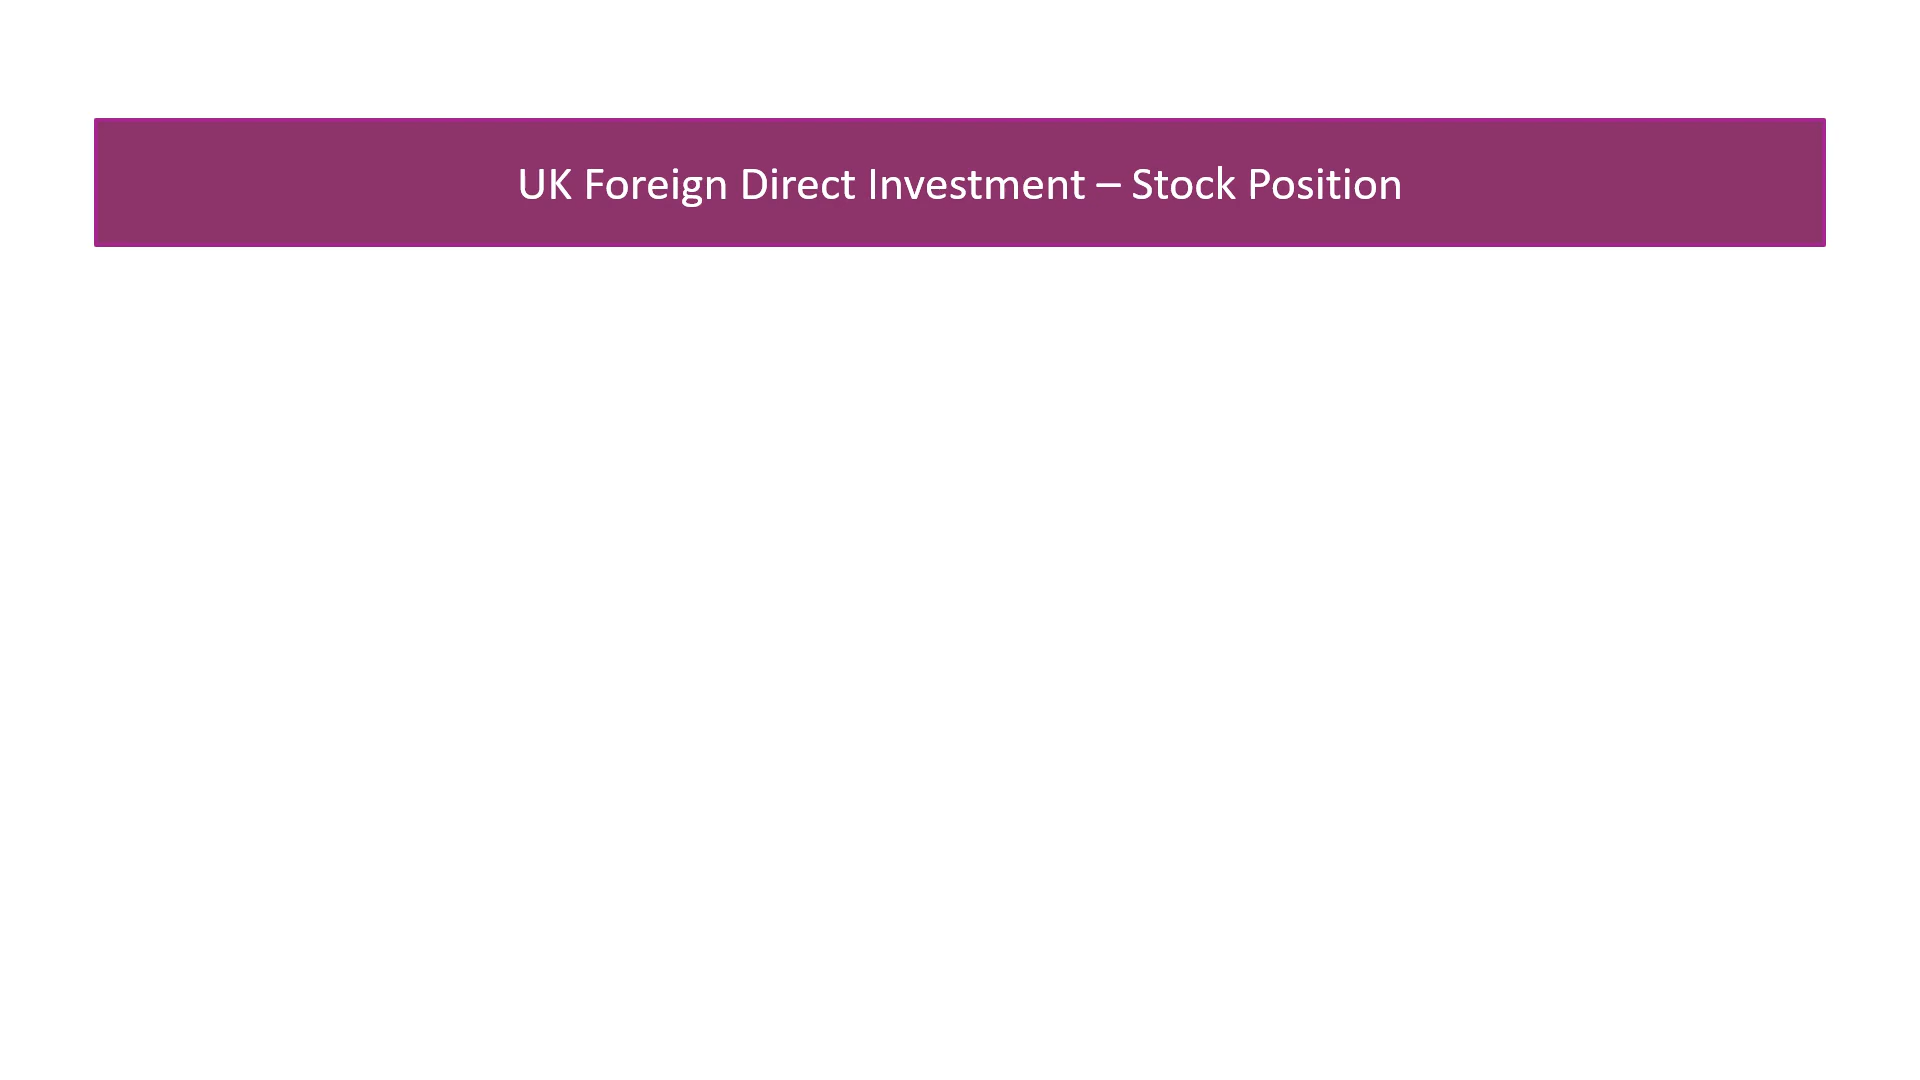 UK Foreign Direct Investment – Stock Position